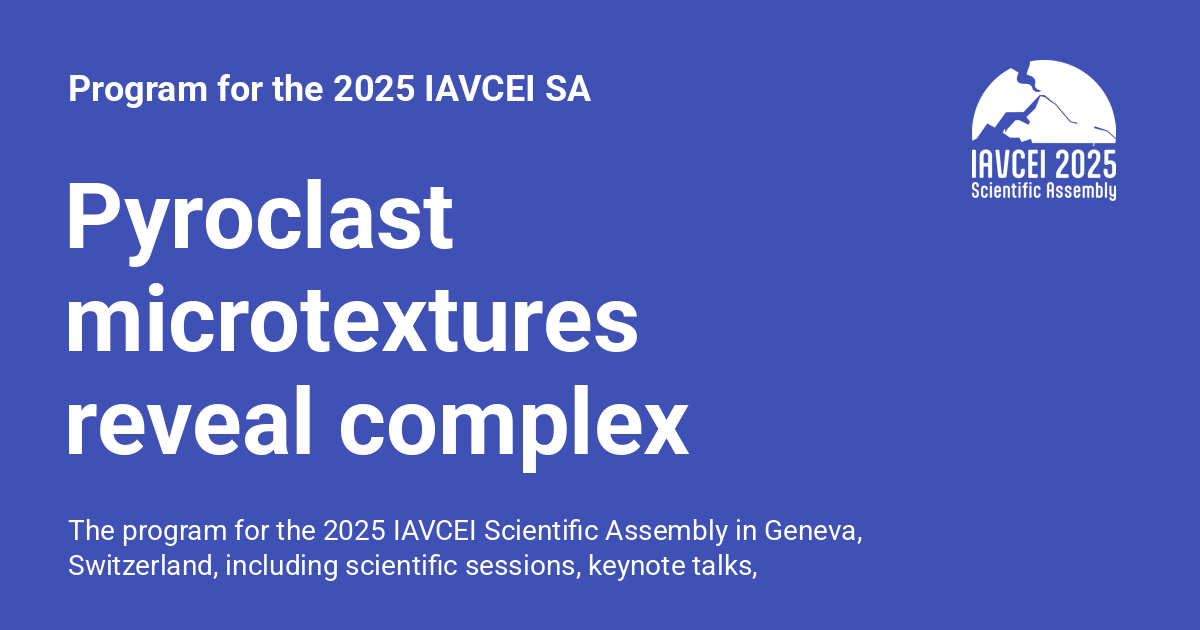 Program for the 2025 IAVCEI SA
IAVCEI 2025
Scientific Assembly
Pyroclast
microtextures
reveal complex
The program for the 2025 IAVCEI Scientific Assembly in Geneva,
Switzerland, including scientific sessions, keynote talks,